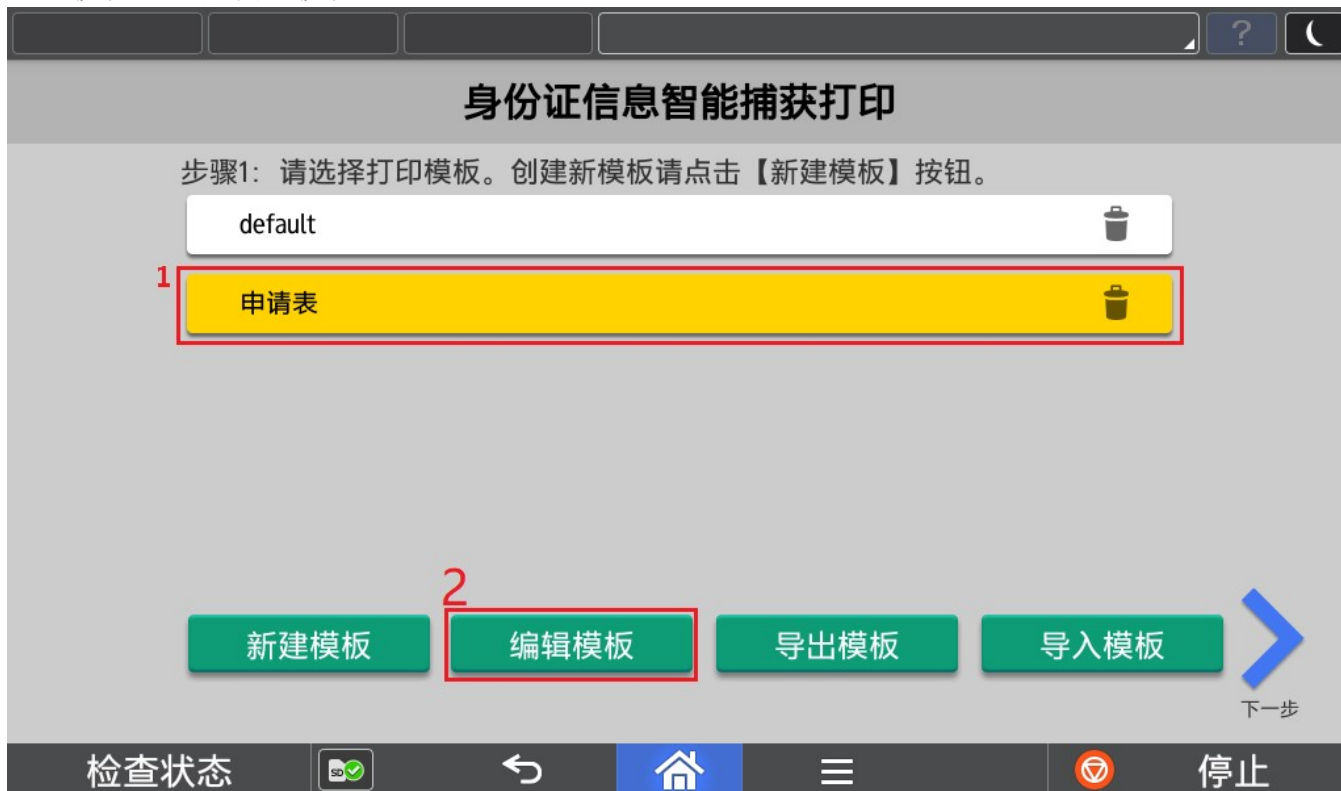 ?
身份证信息智能捕获打印
步骤1：请选择打印模板。创建新模板请点击【新建模板】按钮。
default
1
申请表
2
新建模板 编辑模板 导出模板 导入模板
下一步
检查状态 SD 停止